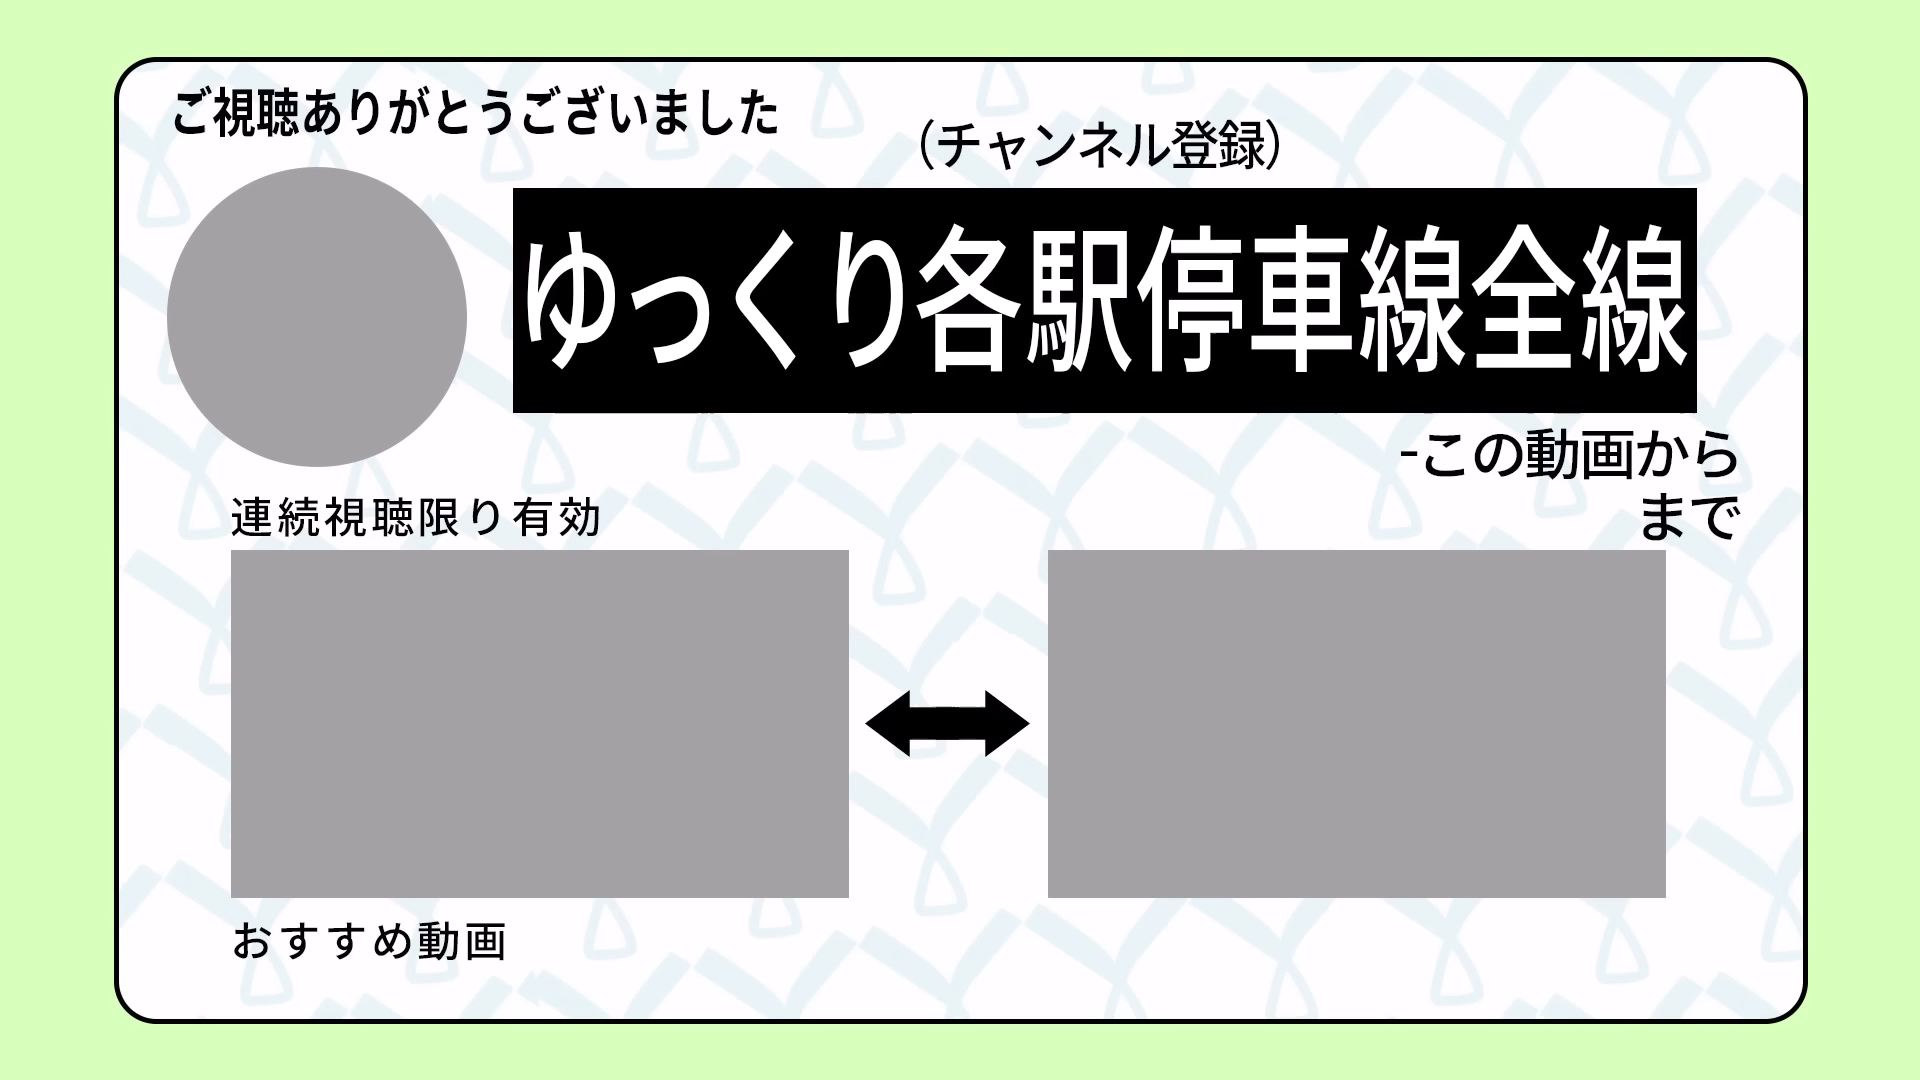 ご視聴ありがとうございました
（チャンネル登録）
ゆっくり各駅停車線全線
-この動画から
まで
連続視聴限り有効
おすすめ動画